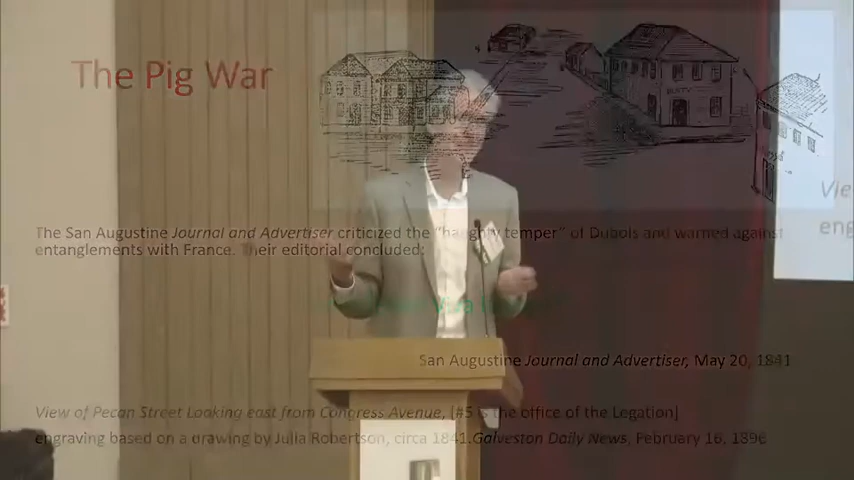 The Pig War
The San Augustine Journal and Advertiser criticized the "haughty temper" of Dubois and warned against
entanglements with France. Their editorial concluded:
San Augustine Journal and Advertiser, May 20, 1841
View of Pecan Street Looking east from Congress Avenue, [#5 is the office of the Legation]
engraving based on a drawing by Julia Robertson, circa 1841. Galveston Daily News, February 16, 1896
Vie
eng